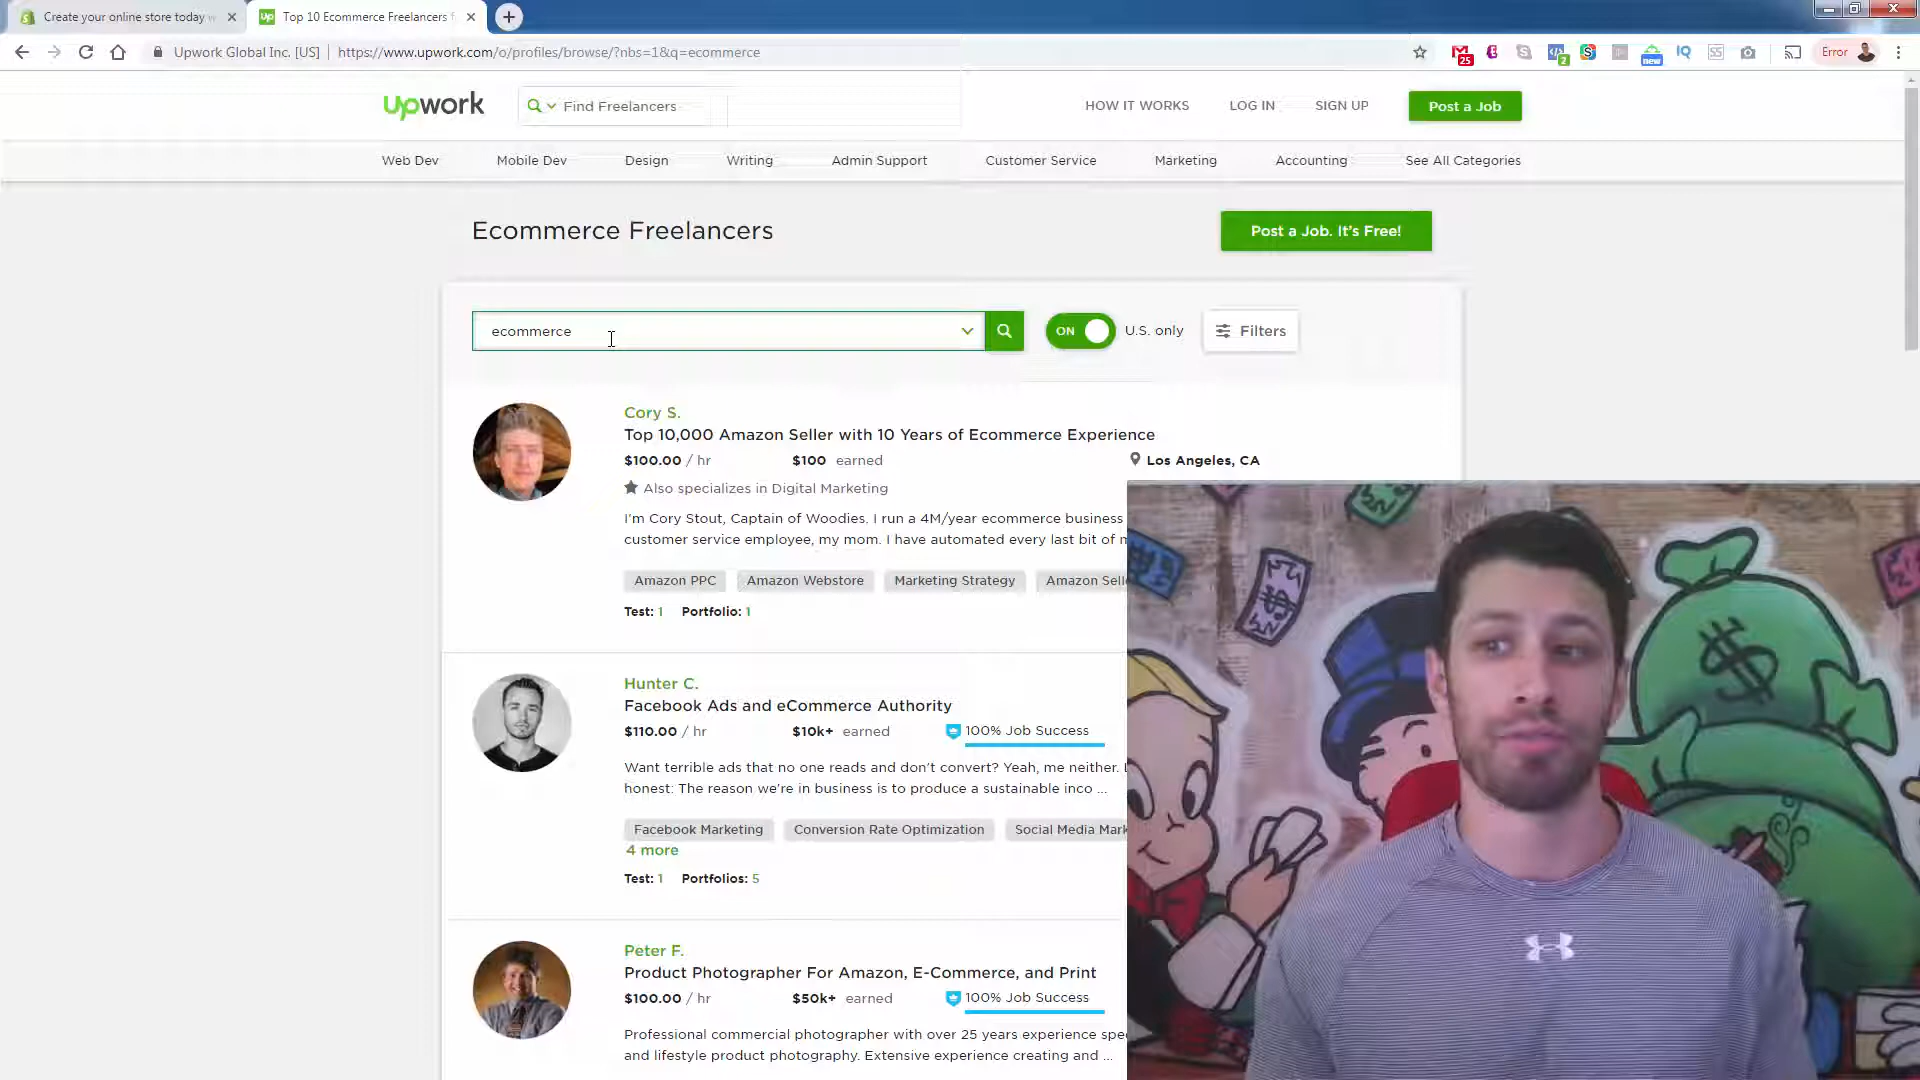 Create your online store today w
Top 10 Ecommerce Freelancers f
Upwork Global Inc. [US]
https://www.upwork.com/o/profiles/browse/?nbs=1&q=ecommerce
25
2
new
Error
upwork
Find Freelancers
HOW IT WORKS
LOG IN
SIGN UP
Post a Job
Web Dev
Mobile Dev
Design
Writing
Admin Support
Customer Service
Marketing
Accounting
See All Categories
Ecommerce Freelancers
Post a Job. It's Free!
ecommerce
ON
U.S. only
Filters
Cory S.
Top 10,000 Amazon Seller with 10 Years of Ecommerce Experience
$100.00 / hr
$100 earned
Los Angeles, CA
Also specializes in Digital Marketing
I'm Cory Stout, Captain of Woodies. I run a 4M/year ecommerce business
customer service employee, my mom. I have automated every last bit of m
Amazon PPC
Amazon Webstore
Marketing Strategy
Amazon Sell
Test: 1
Portfolio: 1
Hunter C.
Facebook Ads and eCommerce Authority
$110.00 / hr
$10k+ earned
100% Job Success
Want terrible ads that no one reads and don't convert? Yeah, me neither.
honest: The reason we're in business is to produce a sustainable inco ...
Facebook Marketing
Conversion Rate Optimization
Social Media Mark
4 more
Test: 1
Portfolios: 5
Peter F.
Product Photographer For Amazon, E-Commerce, and Print
$100.00 / hr
$50k+ earned
100% Job Success
Professional commercial photographer with over 25 years experience spe
and lifestyle product photography. Extensive experience creating and ...